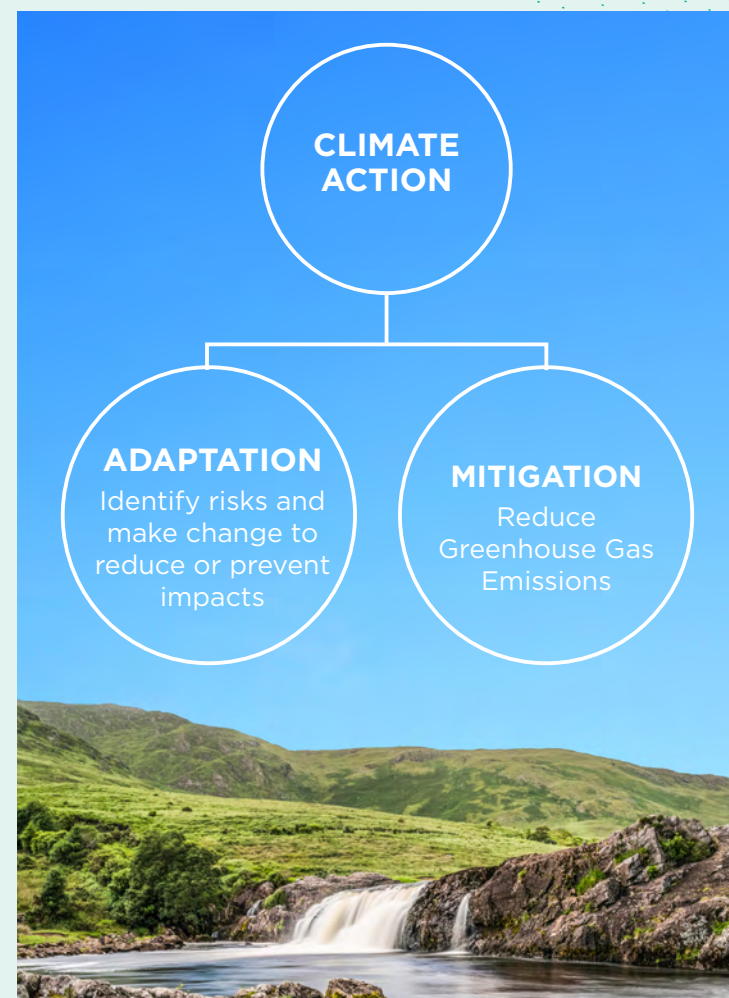 CLIMATE
ACTION
ADAPTATION
Identify risks and
make change to
reduce or prevent
impacts
MITIGATION
Reduce
Greenhouse Gas
Emissions